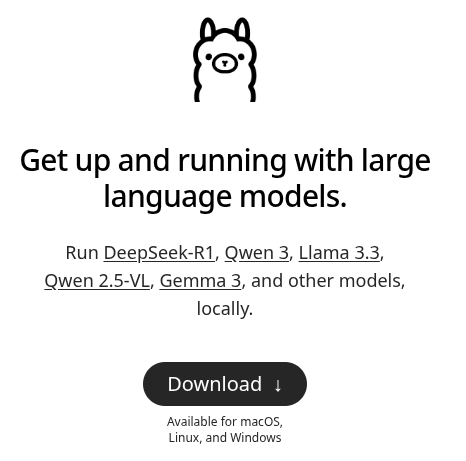 Get up and running with large
language models.
Run DeepSeek-R1, Qwen 3, Llama 3.3,
Qwen 2.5-VL, Gemma 3, and other models,
locally.
Download ↓
Available for macOS,
Linux, and Windows